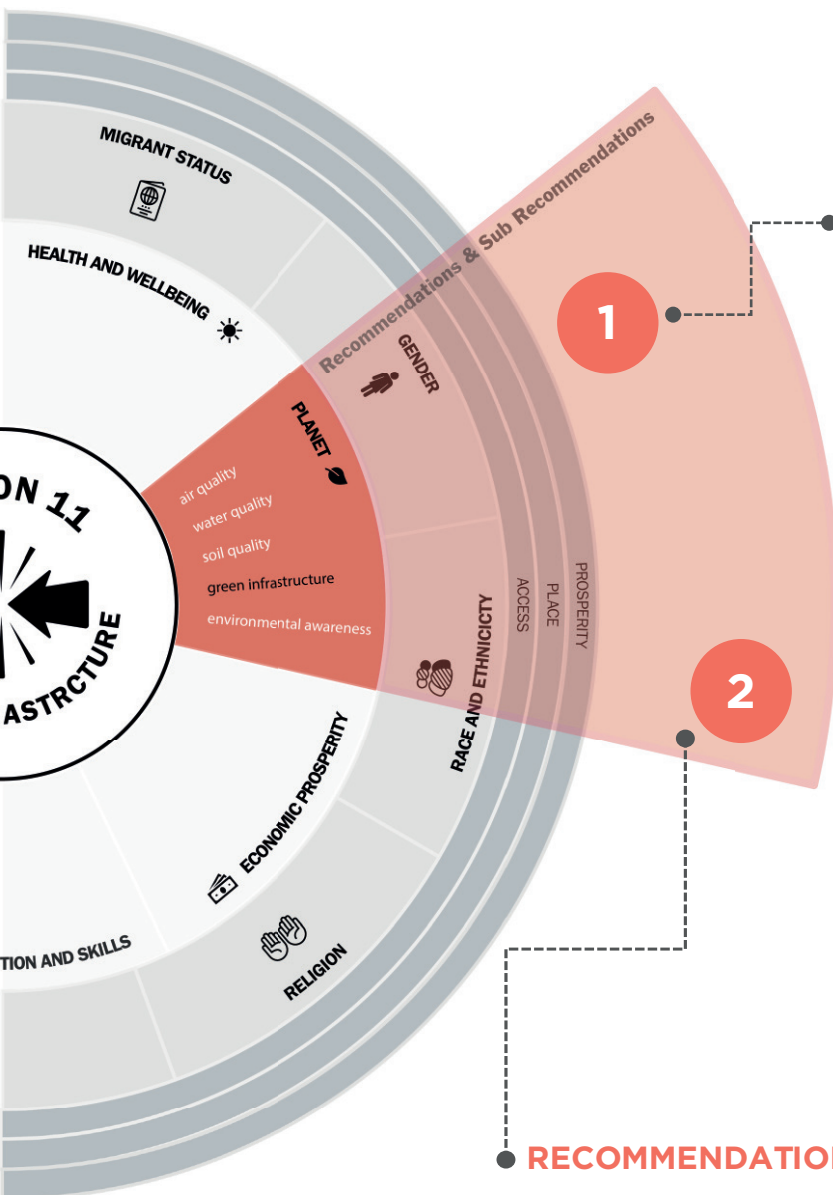 MIGRANT STATUS
HEALTH AND WELLBEING
Recommendations & Sub Recommendations
1
GENDER
PLANET
air quality
water quality
soil quality
green infrastructure
environmental awareness
ON 11
ASTRCTURE
ACCESS
PLACE
PROSPERITY
RACE AND ETHNICICTY
2
ECONOMIC PROSPERITY
TION AND SKILLS
RELIGION
RECOMMENDATION